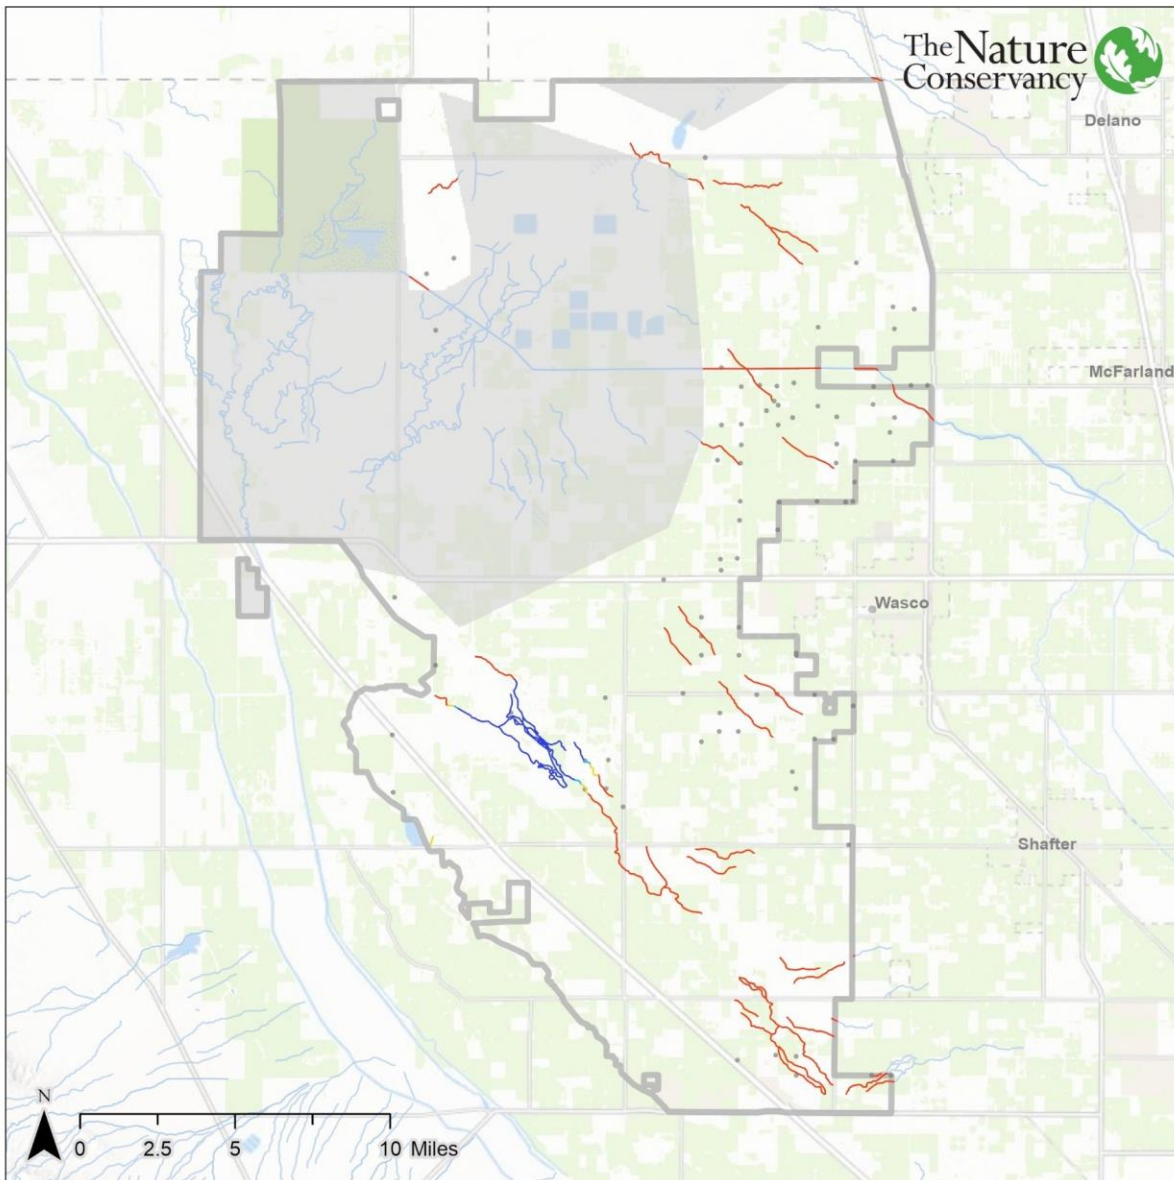 The Nature
Conservancy
Delano
McFarland
Wasco
Shafter
N
0 2.5 5 10 Miles